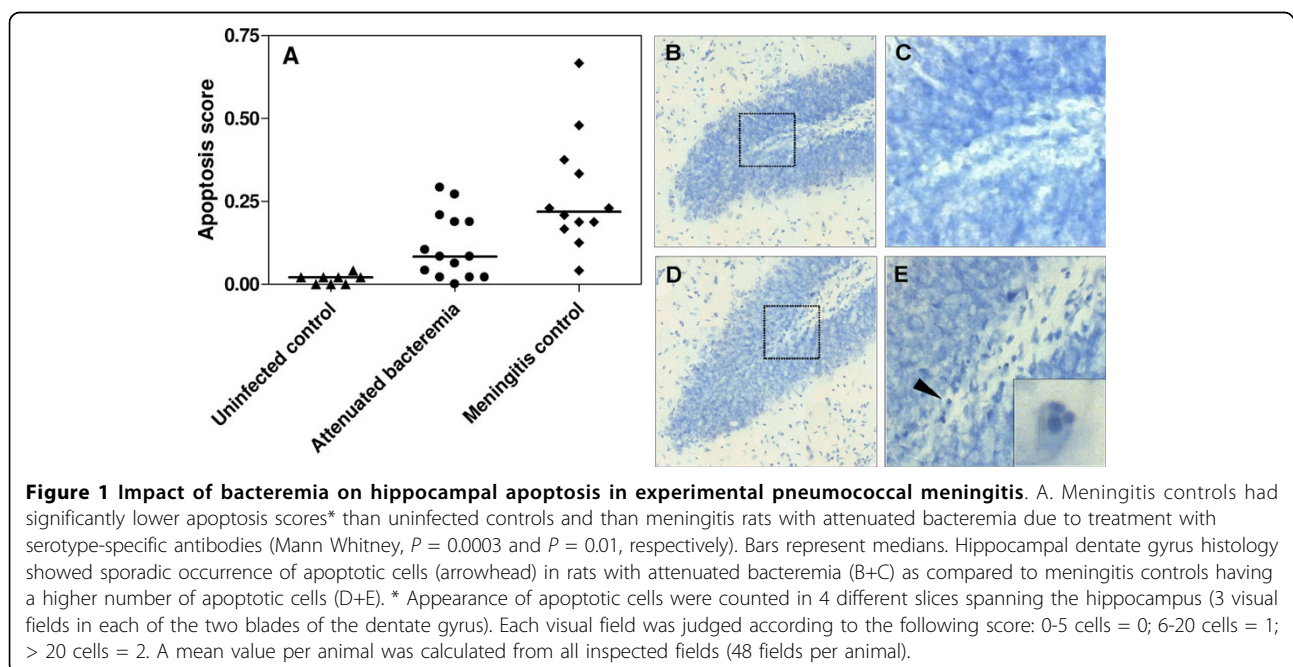 0.75
0.50
0.25
0.00
Apoptosis score
A
Uninfected control
Attenuated bacteremia
Meningitis control
B
C
D
E
Figure 1 Impact of bacteremia on hippocampal apoptosis in experimental pneumococcal meningitis. A. Meningitis controls had
significantly lower apoptosis scores* than uninfected controls and than meningitis rats with attenuated bacteremia due to treatment with
serotype-specific antibodies (Mann Whitney, P = 0.0003 and P = 0.01, respectively). Bars represent medians. Hippocampal dentate gyrus histology
showed sporadic occurrence of apoptotic cells (arrowhead) in rats with attenuated bacteremia (B+C) as compared to meningitis controls having
a higher number of apoptotic cells (D+E). * Appearance of apoptotic cells were counted in 4 different slices spanning the hippocampus (3 visual
fields in each of the two blades of the dentate gyrus). Each visual field was judged according to the following score: 0-5 cells = 0; 6-20 cells = 1;
> 20 cells = 2. A mean value per animal was calculated from all inspected fields (48 fields per animal).